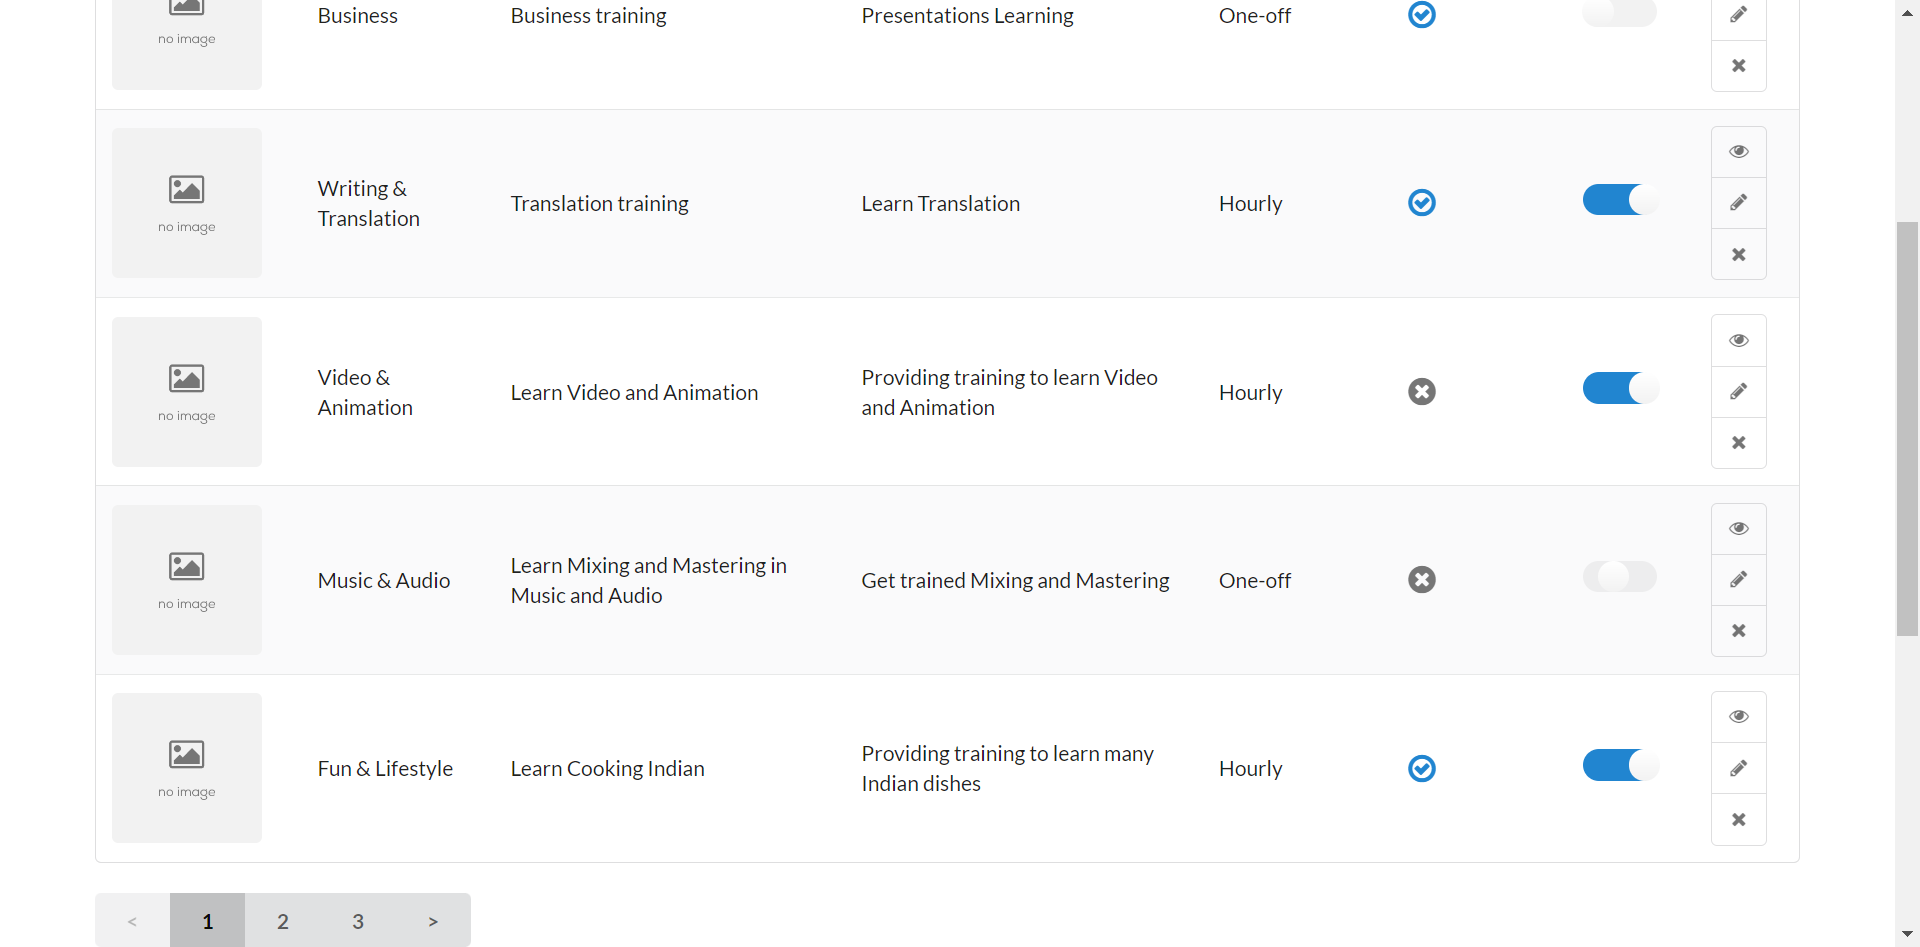 no image
Business
Business training
Presentations Learning
One-off
no image
Writing &
Translation
Translation training
Learn Translation
Hourly
no image
Video &
Animation
Learn Video and Animation
Providing training to learn Video
and Animation
Hourly
no image
Music & Audio
Learn Mixing and Mastering in
Music and Audio
Get trained Mixing and Mastering
One-off
no image
Fun & Lifestyle
Learn Cooking Indian
Providing training to learn many
Indian dishes
Hourly
< 1 2 3 >